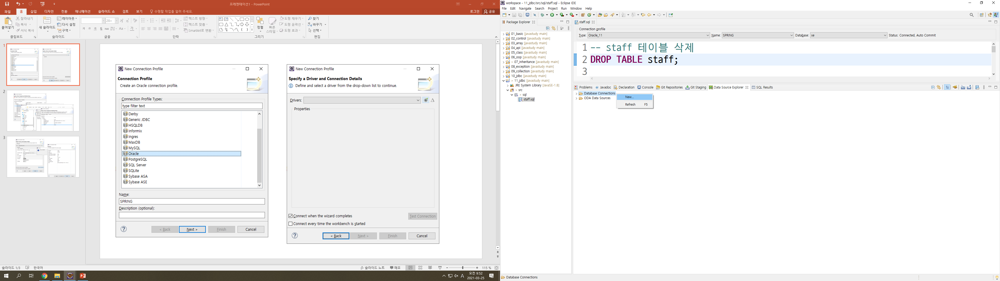 프레젠테이션1 - PowerPoint
파일 홈 삽입 디자인 전환 애니메이션 슬라이드 쇼 검토 보기 수행할 작업을 알려 주세요. 로그인 공유
붙여넣기
잘라내기
복사
서식 복사
클립보드
새 슬라이드
레이아웃
다시 설정
구역
슬라이드
28+
글꼴
텍스트 방향
텍스트 맞춤
SmartArt로 변환
단락
정렬
빠른 스타일
도형 채우기
도형 윤곽선
도형 효과
그리기
찾기
바꾸기
선택
편집
1
2
3
New Connection Profile
Connection Profile
Create an Oracle connection profile.
Connection Profile Types:
type filter text
Derby
Generic JDBC
HSQLDB
Informix
Ingres
MaxDB
MySQL
Oracle
PostgreSQL
SQL Server
SQLite
Sybase ASA
Sybase ASE
Name:
SPRING
Description (optional):
< Back Next > Finish Cancel
New Connection Profile
Specify a Driver and Connection Details
Define and select a driver from the drop-down list to continue.
Drivers:
Properties
Connect when the wizard completes
Test Connection
Connect every time the workbench is started
< Back Next > Finish Cancel
슬라이드 1/3 한국어 슬라이드 노트 메모 115 %
A 오전 9:52
2021-03-25
workspace - 11_jdbc/src/sql/staff.sql - Eclipse IDE
File Edit Navigate Search Project Run Window Help
Package Explorer
01_basic [javastudy main]
02_control [javastudy main]
03_array [javastudy main]
04_api [javastudy main]
05_class [javastudy main]
06_oop [javastudy main]
> 07_inheritance [javastudy main]
08_exception [javastudy main]
09_collection [javastudy main]
10_jdbc [javastudy main]
> 11_jdbc [javastudy main]
JRE System Library [JavaSE-1.8]
> src
> sql
staff.sql
staff.sql
Connection profile
Type: Oracle_11 Name: SPRING Database: xe Status: Connected, Auto Commit
1 -- staff 테이블 삭제
2 DROP TABLE staff;
3
Problems Javadoc Declaration Console Git Repositories Git Staging Data Source Explorer SQL Results
Database Connections
ODA Data Sources
New...
Refresh F5
Database Connections